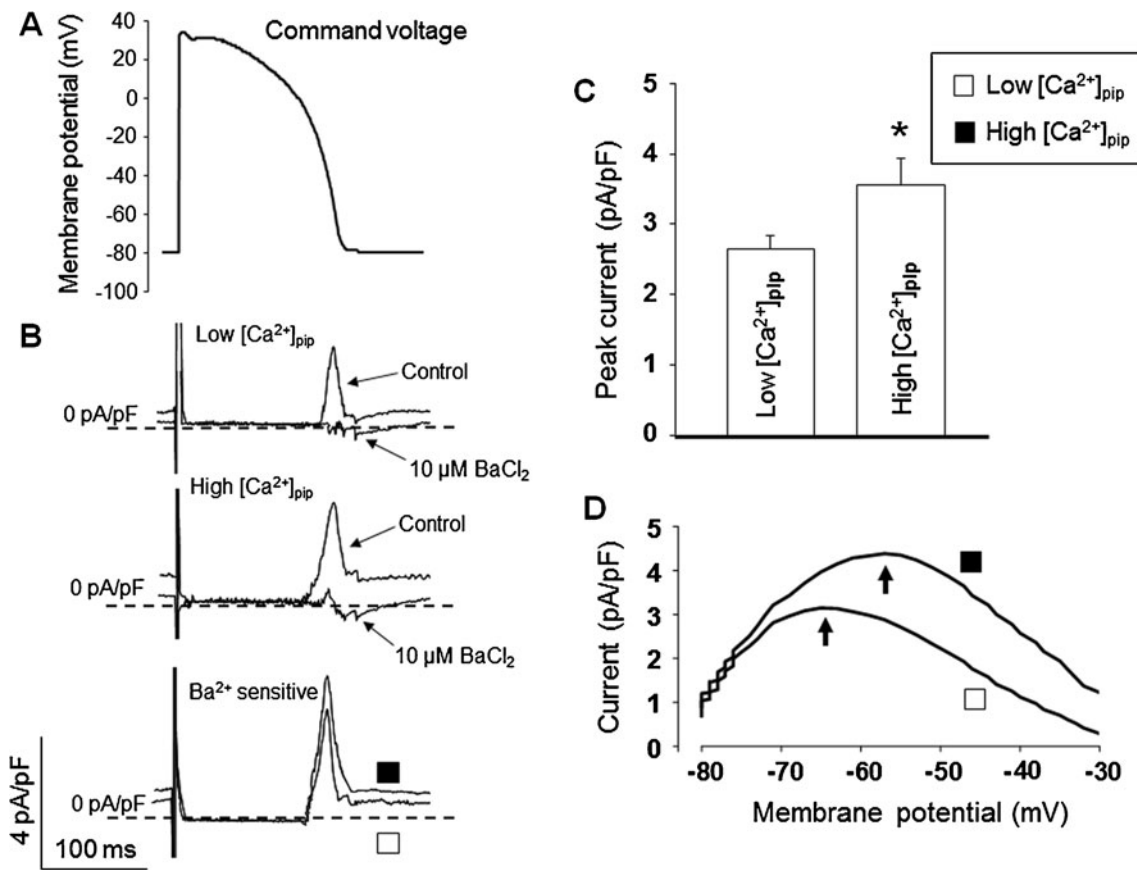 A
Membrane potential (mV)
40
20
0
-20
-40
-60
-80
-100
Command voltage
B
Low [Ca²⁺]pip
Control
0 pA/pF
10 µM BaCl₂
High [Ca²⁺]pip
Control
0 pA/pF
10 µM BaCl₂
Ba²⁺ sensitive
0 pA/pF
4 pA/pF
100 ms
C
Low [Ca²⁺]pip
High [Ca²⁺]pip
Peak current (pA/pF)
5
4
3
2
1
0
*
Low [Ca²⁺]pip
High [Ca²⁺]pip
D
Current (pA/pF)
5
4
3
2
1
0
-80 -70 -60 -50 -40 -30
Membrane potential (mV)